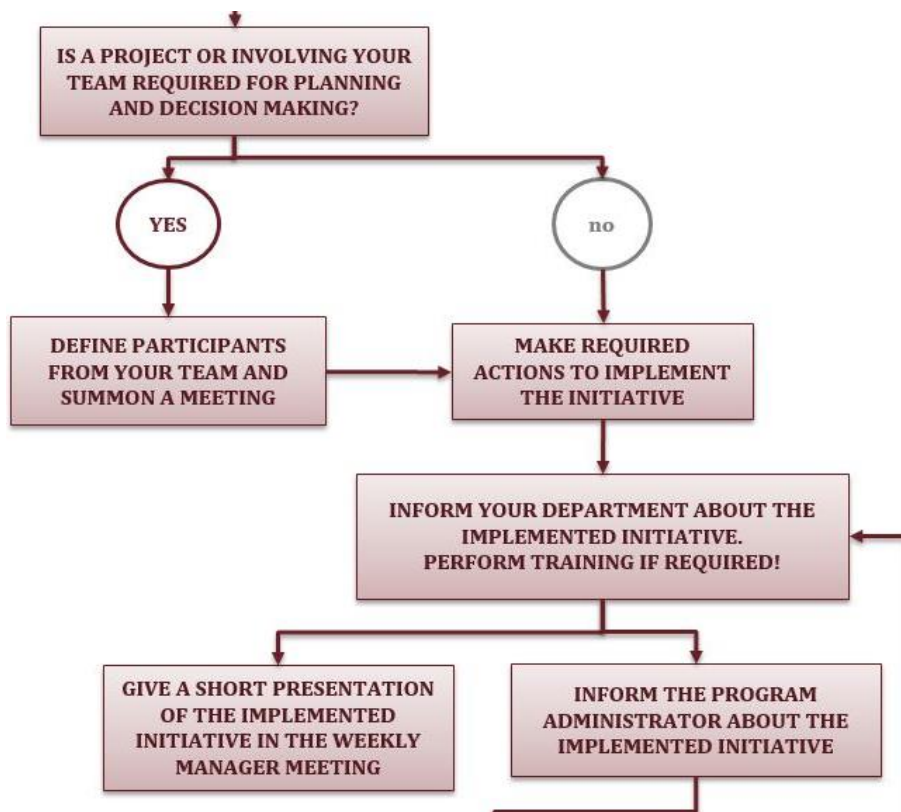 IS A PROJECT OR INVOLVING YOUR
TEAM REQUIRED FOR PLANNING
AND DECISION MAKING?
YES
no
DEFINE PARTICIPANTS
FROM YOUR TEAM AND
SUMMON A MEETING
MAKE REQUIRED
ACTIONS TO IMPLEMENT
THE INITIATIVE
INFORM YOUR DEPARTMENT ABOUT THE
IMPLEMENTED INITIATIVE.
PERFORM TRAINING IF REQUIRED!
GIVE A SHORT PRESENTATION
OF THE IMPLEMENTED
INITIATIVE IN THE WEEKLY
MANAGER MEETING
INFORM THE PROGRAM
ADMINISTRATOR ABOUT THE
IMPLEMENTED INITIATIVE